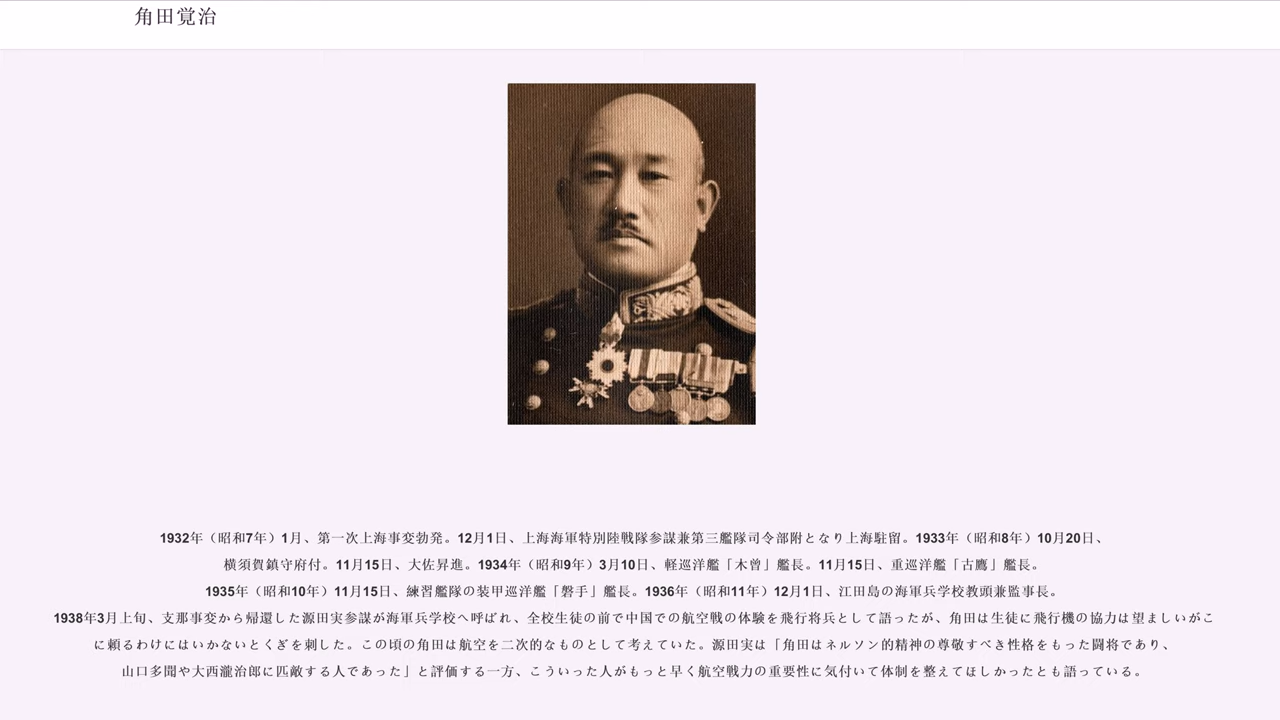 角田覚治
1932年（昭和7年）1月、第一次上海事変勃発。12月1日、上海海軍特別陸戦隊参謀兼第三艦隊司令部附となり上海駐留。1933年（昭和8年）10月20日、
横須賀鎮守府付。11月15日、大佐昇進。1934年（昭和9年）3月10日、軽巡洋艦「木曾」艦長。11月15日、重巡洋艦「古鷹」艦長。
1935年（昭和10年）11月15日、練習艦隊の装甲巡洋艦「磐手」艦長。1936年（昭和11年）12月1日、江田島の海軍兵学校教頭兼監事長。
1938年3月上旬、支那事変から帰還した源田実参謀が海軍兵学校へ呼ばれ、全校生徒の前で中国での航空戦の体験を飛行将兵として語ったが、角田は生徒に飛行機の協力は望ましいがこ
に頼るわけにはいかないとくぎを刺した。この頃の角田は航空を二次的なものとして考えていた。源田実は「角田はネルソン的精神の尊敬すべき性格をもった闘将であり、
山口多聞や大西瀧治郎に匹敵する人であった」と評価する一方、こういった人がもっと早く航空戦力の重要性に気付いて体制を整えてほしかったとも語っている。